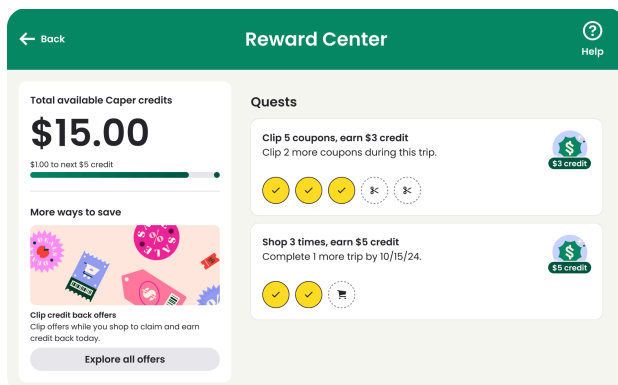 Back
Reward Center
Help
Total available Caper credits
$15.00
$1.00 to next $5 credit
More ways to save
SALE
Clip credit back offers
Clip offers while you shop to claim and earn
credit back today.
Explore all offers
Quests
Clip 5 coupons, earn $3 credit
Clip 2 more coupons during this trip.
$3 credit
Shop 3 times, earn $5 credit
Complete 1 more trip by 10/15/24.
$5 credit